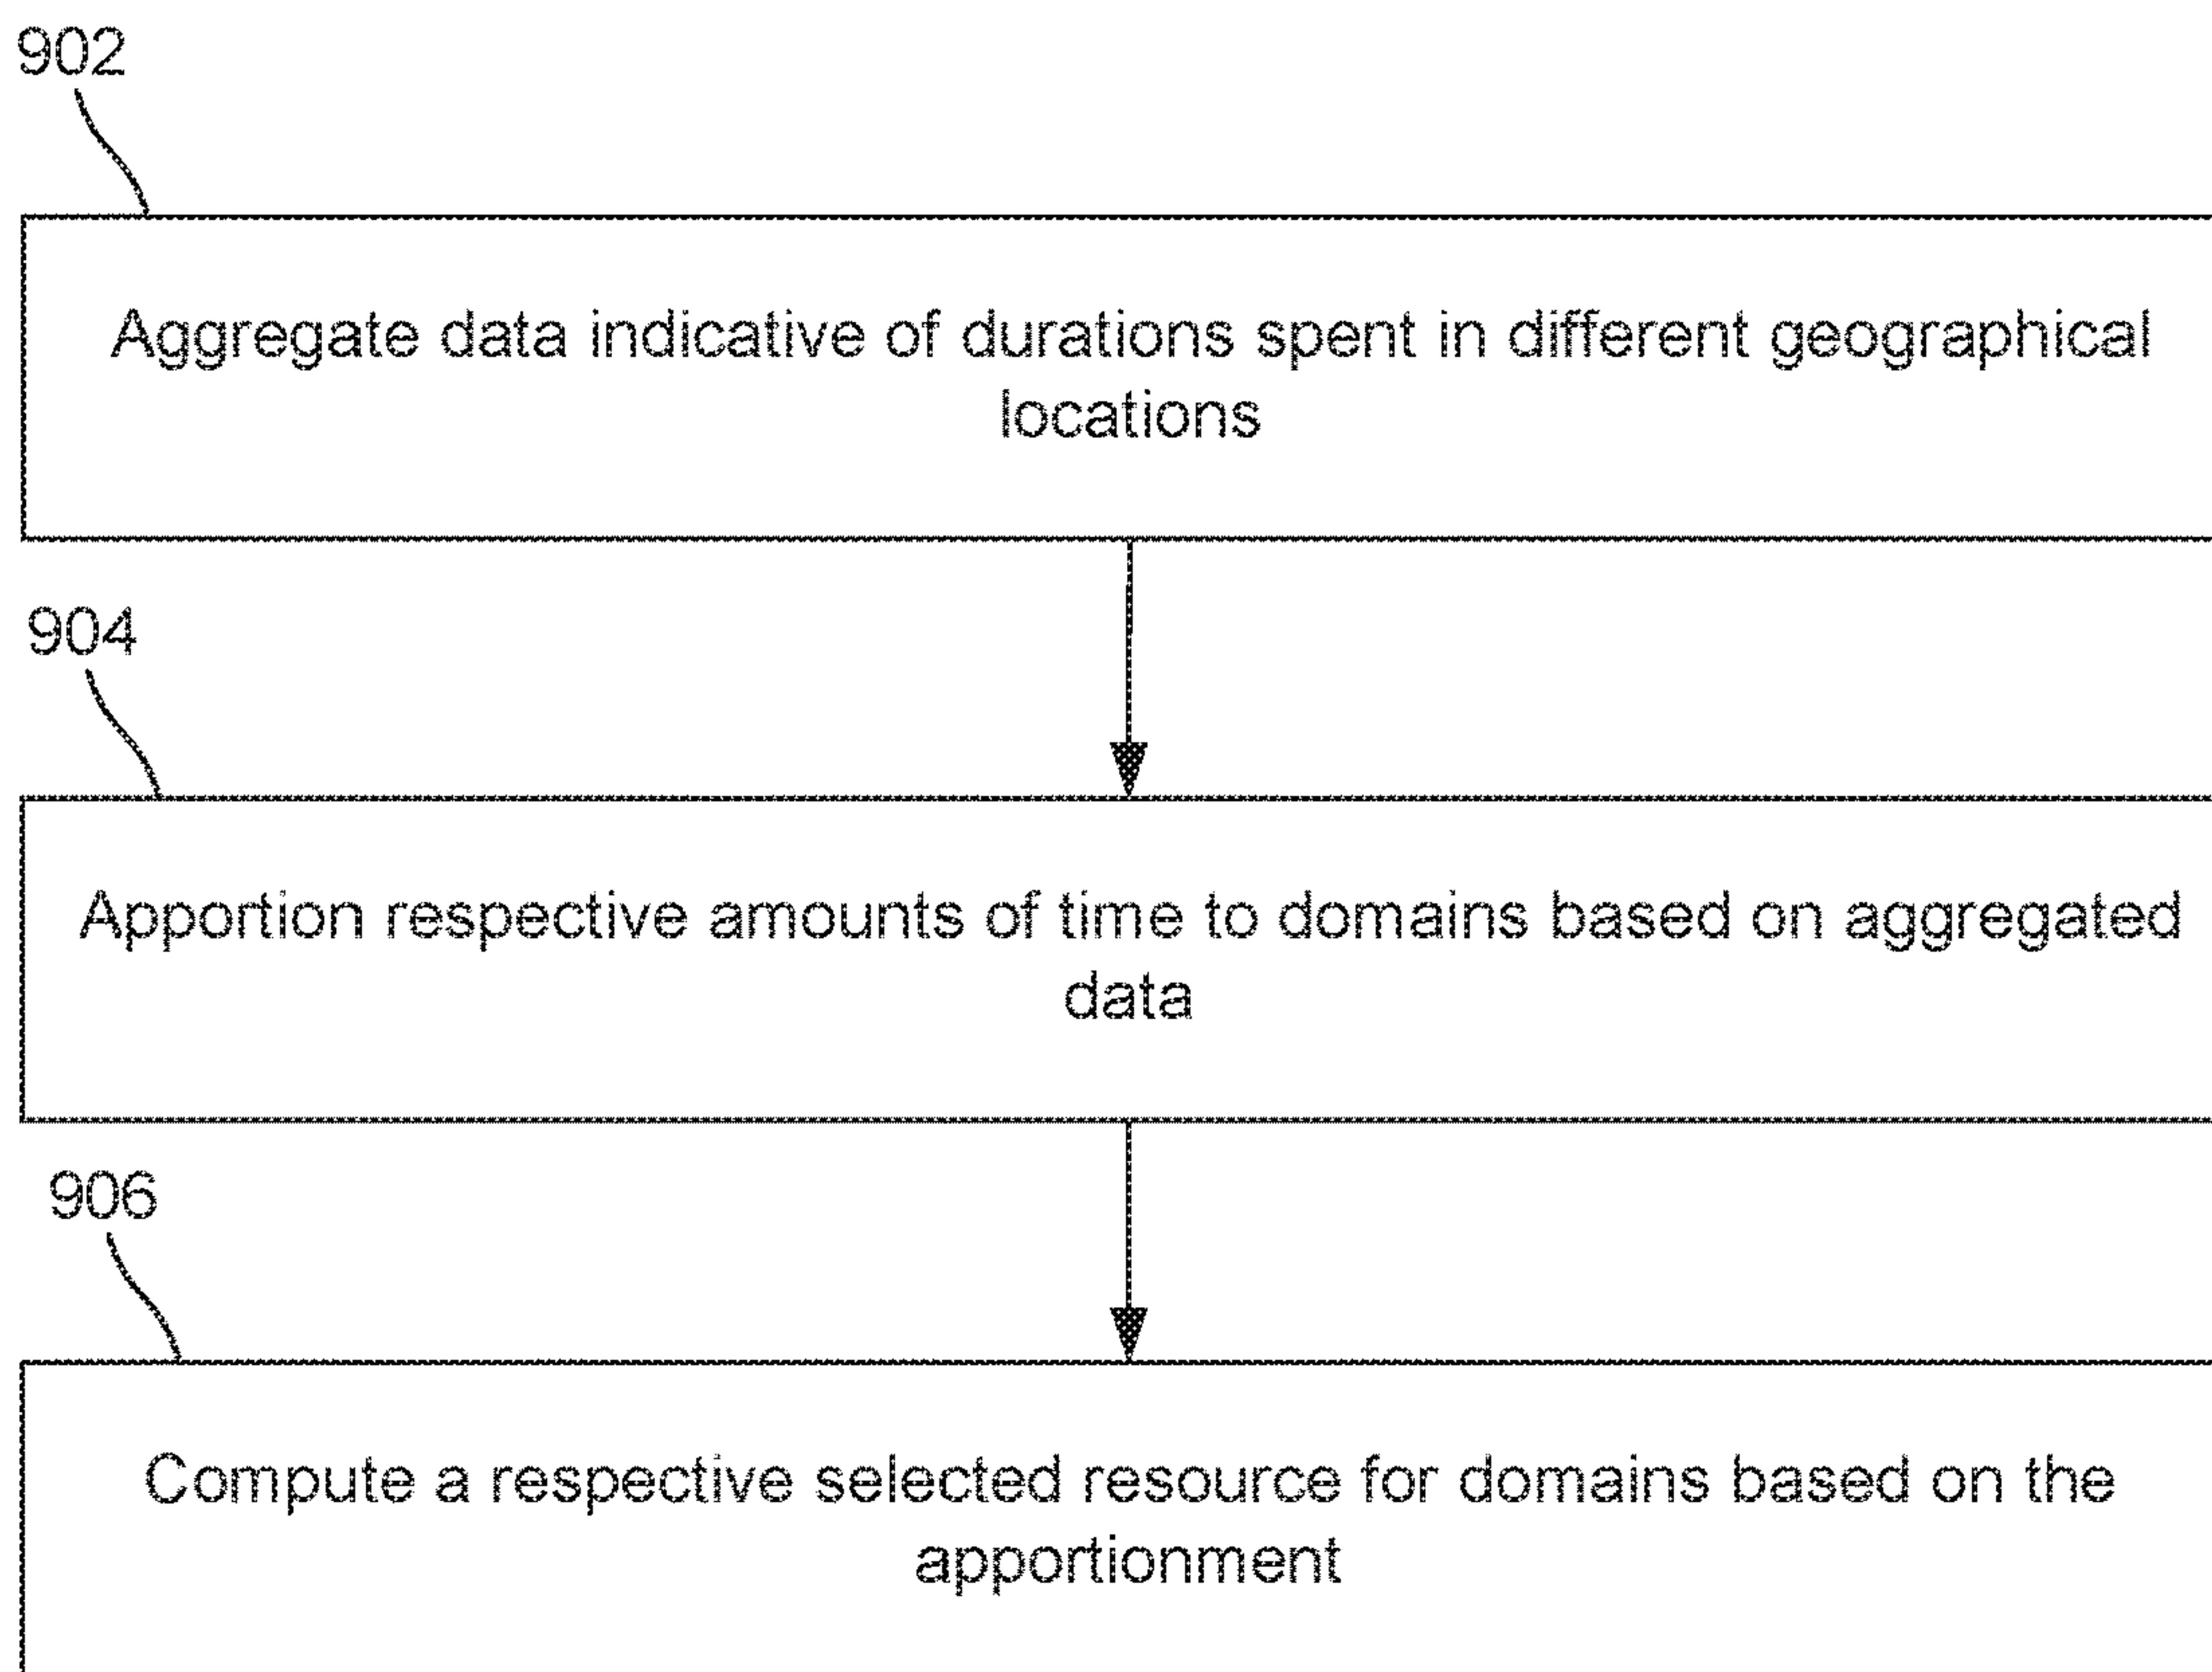 902
Aggregate data indicative of durations spent in different geographical
locations
904
Apportion respective amounts of time to domains based on aggregated
data
906
Compute a respective selected resource for domains based on the
apportionment